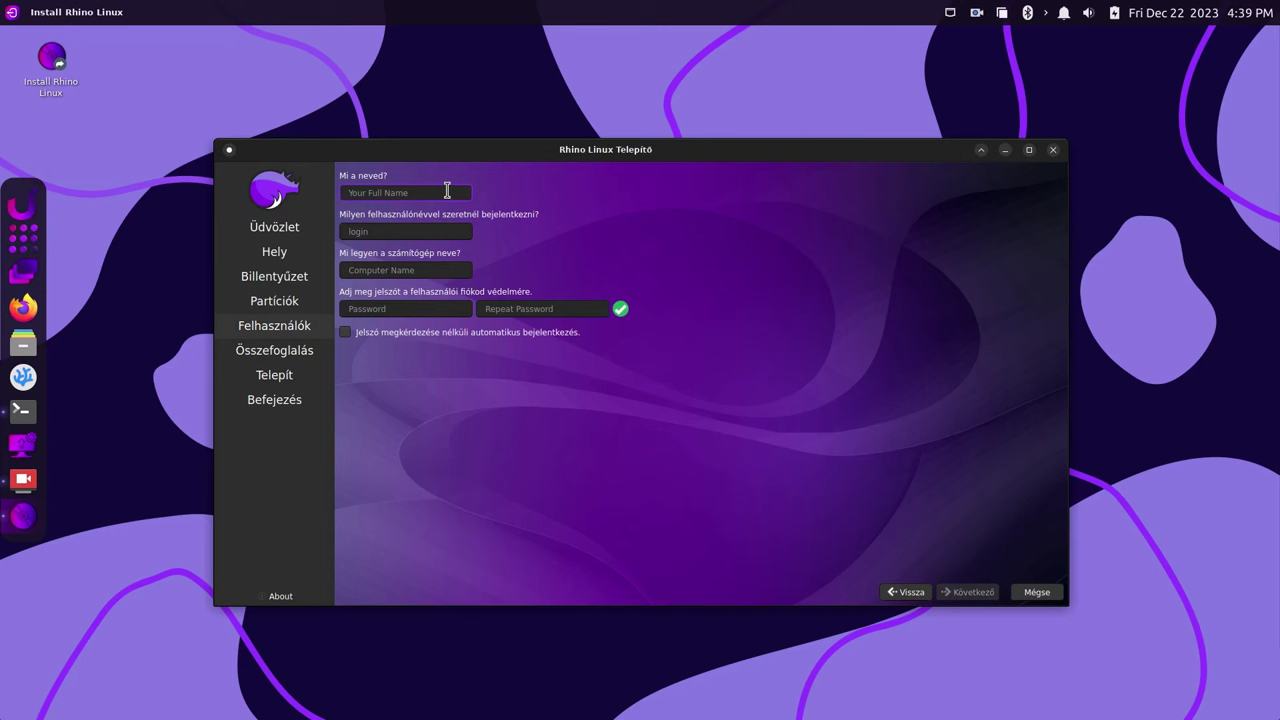 Install Rhino Linux
Fri Dec 22 2023 4:39 PM
Install Rhino
Linux
Rhino Linux Telepítő
Üdvözlet
Hely
Billentyűzet
Partíciók
Felhasználók
Összefoglalás
Telepít
Befejezés
About
Mi a neved?
Your Full Name
Milyen felhasználónévvel szeretnél bejelentkezni?
login
Mi legyen a számítógép neve?
Computer Name
Adj meg jelszót a felhasználói fiókod védelmére.
Password Repeat Password
Jelszó megkérdezése nélküli automatikus bejelentkezés.
Vissza Következő Mégse